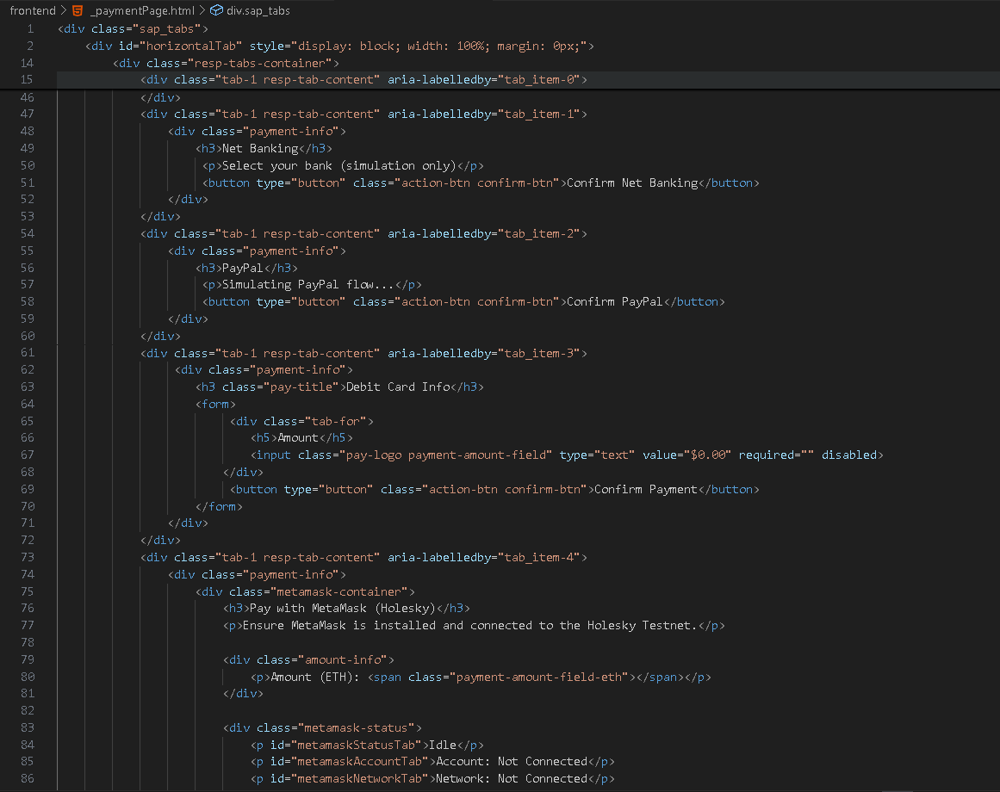 frontend > _paymentPage.html > div.sap_tabs
1 <div class="sap_tabs">
2 <div id="horizontalTab" style="display: block; width: 100%; margin: 0px;">
14 <div class="resp-tabs-container">
15 <div class="tab-1 resp-tab-content" aria-labelledby="tab_item-0">
46 </div>
47 <div class="tab-1 resp-tab-content" aria-labelledby="tab_item-1">
48 <div class="payment-info">
49 <h3>Net Banking</h3>
50 <p>Select your bank (simulation only)</p>
51 <button type="button" class="action-btn confirm-btn">Confirm Net Banking</button>
52 </div>
53 </div>
54 <div class="tab-1 resp-tab-content" aria-labelledby="tab_item-2">
55 <div class="payment-info">
56 <h3>PayPal</h3>
57 <p>Simulating PayPal flow...</p>
58 <button type="button" class="action-btn confirm-btn">Confirm PayPal</button>
59 </div>
60 </div>
61 <div class="tab-1 resp-tab-content" aria-labelledby="tab_item-3">
62 <div class="payment-info">
63 <h3 class="pay-title">Debit Card Info</h3>
64 <form>
65 <div class="tab-for">
66 <h5>Amount</h5>
67 <input class="pay-logo payment-amount-field" type="text" value="$0.00" required="" disabled>
68 </div>
69 <button type="button" class="action-btn confirm-btn">Confirm Payment</button>
70 </form>
71 </div>
72 </div>
73 <div class="tab-1 resp-tab-content" aria-labelledby="tab_item-4">
74 <div class="payment-info">
75 <div class="metamask-container">
76 <h3>Pay with MetaMask (Holesky)</h3>
77 <p>Ensure MetaMask is installed and connected to the Holesky Testnet.</p>
78
79 <div class="amount-info">
80 <p>Amount (ETH): <span class="payment-amount-field-eth"></span></p>
81 </div>
82
83 <div class="metamask-status">
84 <p id="metamaskStatusTab">Idle</p>
85 <p id="metamaskAccountTab">Account: Not Connected</p>
86 <p id="metamaskNetworkTab">Network: Not Connected</p>